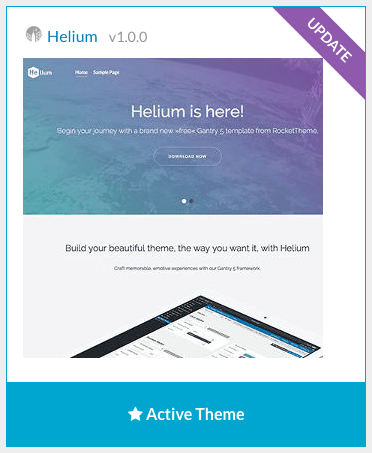 UPDATE
Helium v1.0.0
Helium Home Sample Page
Helium is here!
Begin your journey with a brand new »free« Gantry 5 template from RocketTheme.
DOWNLOAD NOW
Build your beautiful theme, the way you want it, with Helium
Craft memorable, emotive experiences with our Gantry 5 framework.
Active Theme